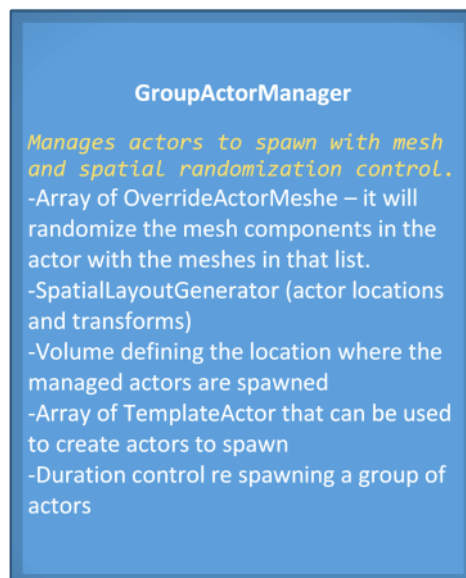 GroupActorManager
Manages actors to spawn with mesh
and spatial randomization control.
-Array of OverrideActorMeshe – it will
randomize the mesh components in the
actor with the meshes in that list.
-SpatialLayoutGenerator (actor locations
and transforms)
-Volume defining the location where the
managed actors are spawned
-Array of TemplateActor that can be used
to create actors to spawn
-Duration control re spawning a group of
actors